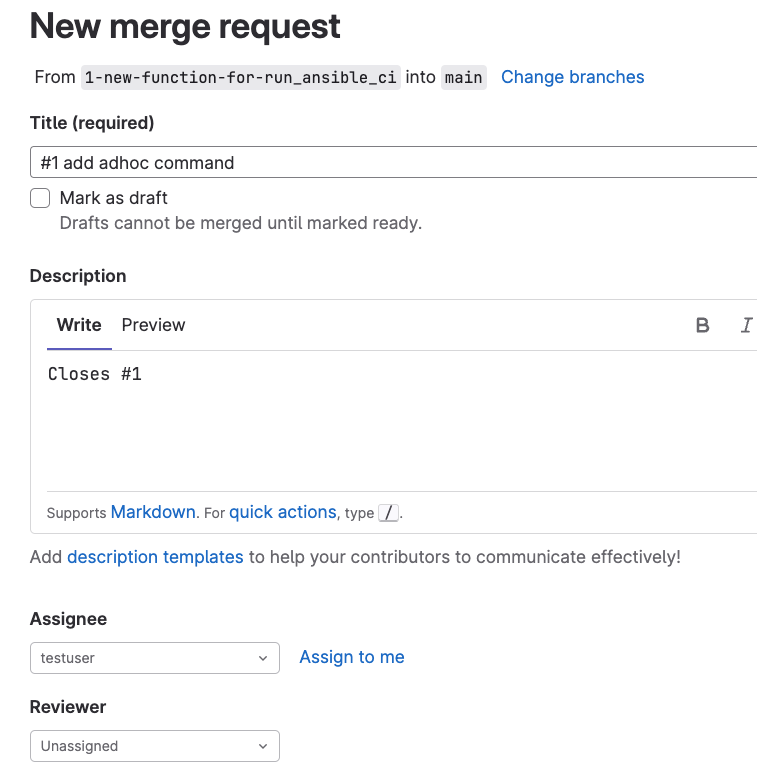 New merge request
From 1-new-function-for-run_ansible_ci into main Change branches
Title (required)
#1 add adhoc command
Mark as draft
Drafts cannot be merged until marked ready.
Description
Write Preview B I
Closes #1
Supports Markdown. For quick actions, type /.
Add description templates to help your contributors to communicate effectively!
Assignee
testuser Assign to me
Reviewer
Unassigned